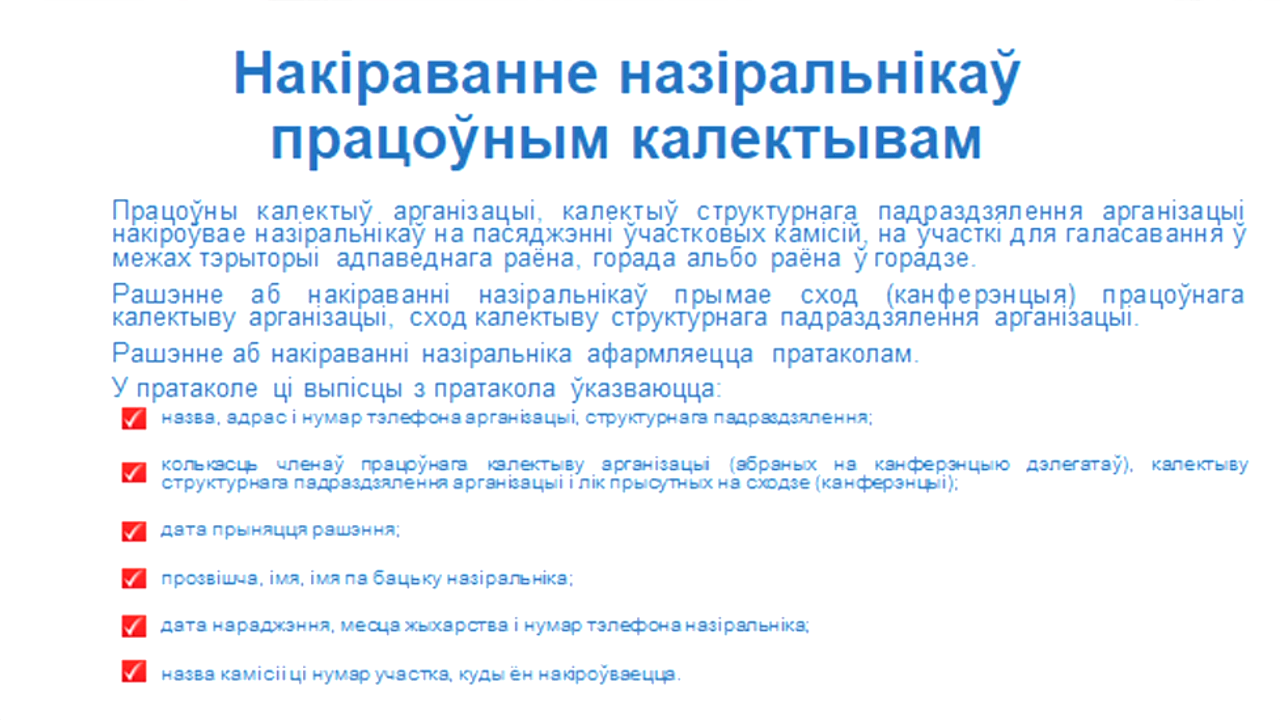 Накіраванне назіральнікаў
працоўным калектывам
Працоўны калектыў арганізацыі, калектыў структурнага падраздзялення арганізацыі
накіроўвае назіральнікаў на пасяджэнні ўчастковых камісій, на ўчасткі для галасавання ў
межах тэрыторыі адпаведнага раёна, горада альбо раёна ў горадзе.
Рашэнне аб накіраванні назіральнікаў прымае сход (канферэнцыя) працоўнага
калектыву арганізацыі, сход калектыву структурнага падраздзялення арганізацыі.
Рашэнне аб накіраванні назіральніка афармляецца пратаколам.
У пратаколе ці выпісцы з пратакола ўказваюцца:
назва, адрас і нумар тэлефона арганізацыі, структурнага падраздзялення;
колькасць членаў працоўнага калектыву арганізацыі (абраных на канферэнцыю дэлегатаў), калектыву
структурнага падраздзялення арганізацыі і лік прысутных на сходзе (канферэнцыі);
дата прыняцця рашэння;
прозвішча, імя, імя па бацьку назіральніка;
дата нараджэння, месца жыхарства і нумар тэлефона назіральніка;
назва камісіі ці нумар участка, куды ён накіроўваецца.